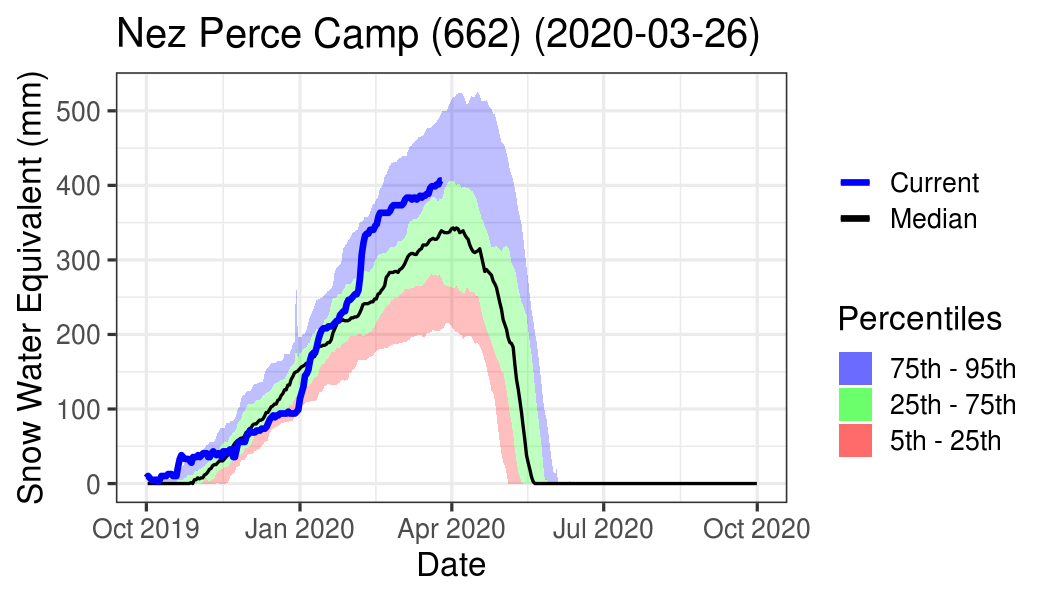 Nez Perce Camp (662) (2020-03-26)
Snow Water Equivalent (mm)
500
400
300
200
100
0
Oct 2019 Jan 2020 Apr 2020 Jul 2020 Oct 2020
Date
Current
Median
Percentiles
75th - 95th
25th - 75th
5th - 25th